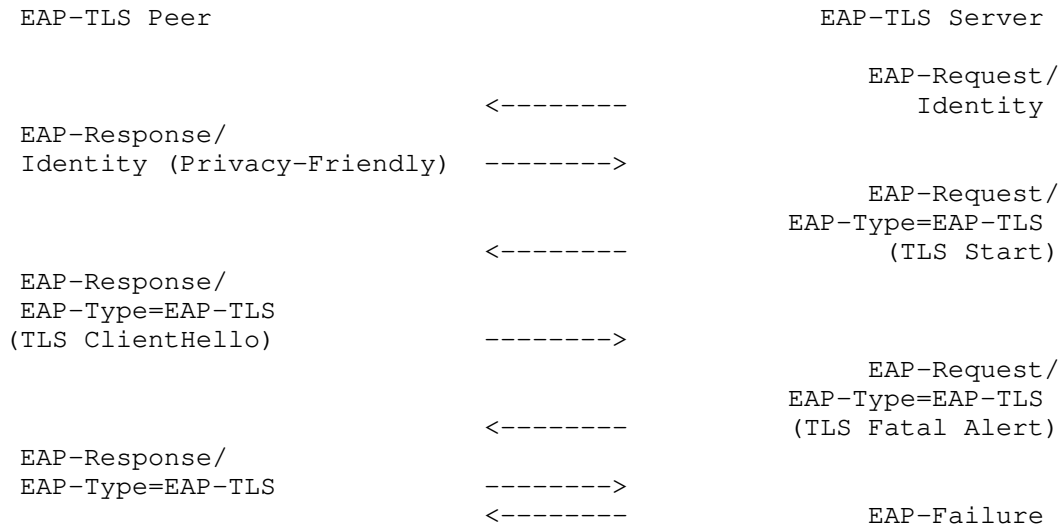 EAP-TLS Peer                                      EAP-TLS Server

                                                     EAP-Request/
                              <--------                  Identity
EAP-Response/
Identity (Privacy-Friendly)   -------->
                                                     EAP-Request/
                                                EAP-Type=EAP-TLS
                              <--------                (TLS Start)
EAP-Response/
EAP-Type=EAP-TLS
(TLS ClientHello)             -------->
                                                     EAP-Request/
                                                EAP-Type=EAP-TLS
                              <--------          (TLS Fatal Alert)
EAP-Response/
EAP-Type=EAP-TLS              -------->
                              <--------              EAP-Failure